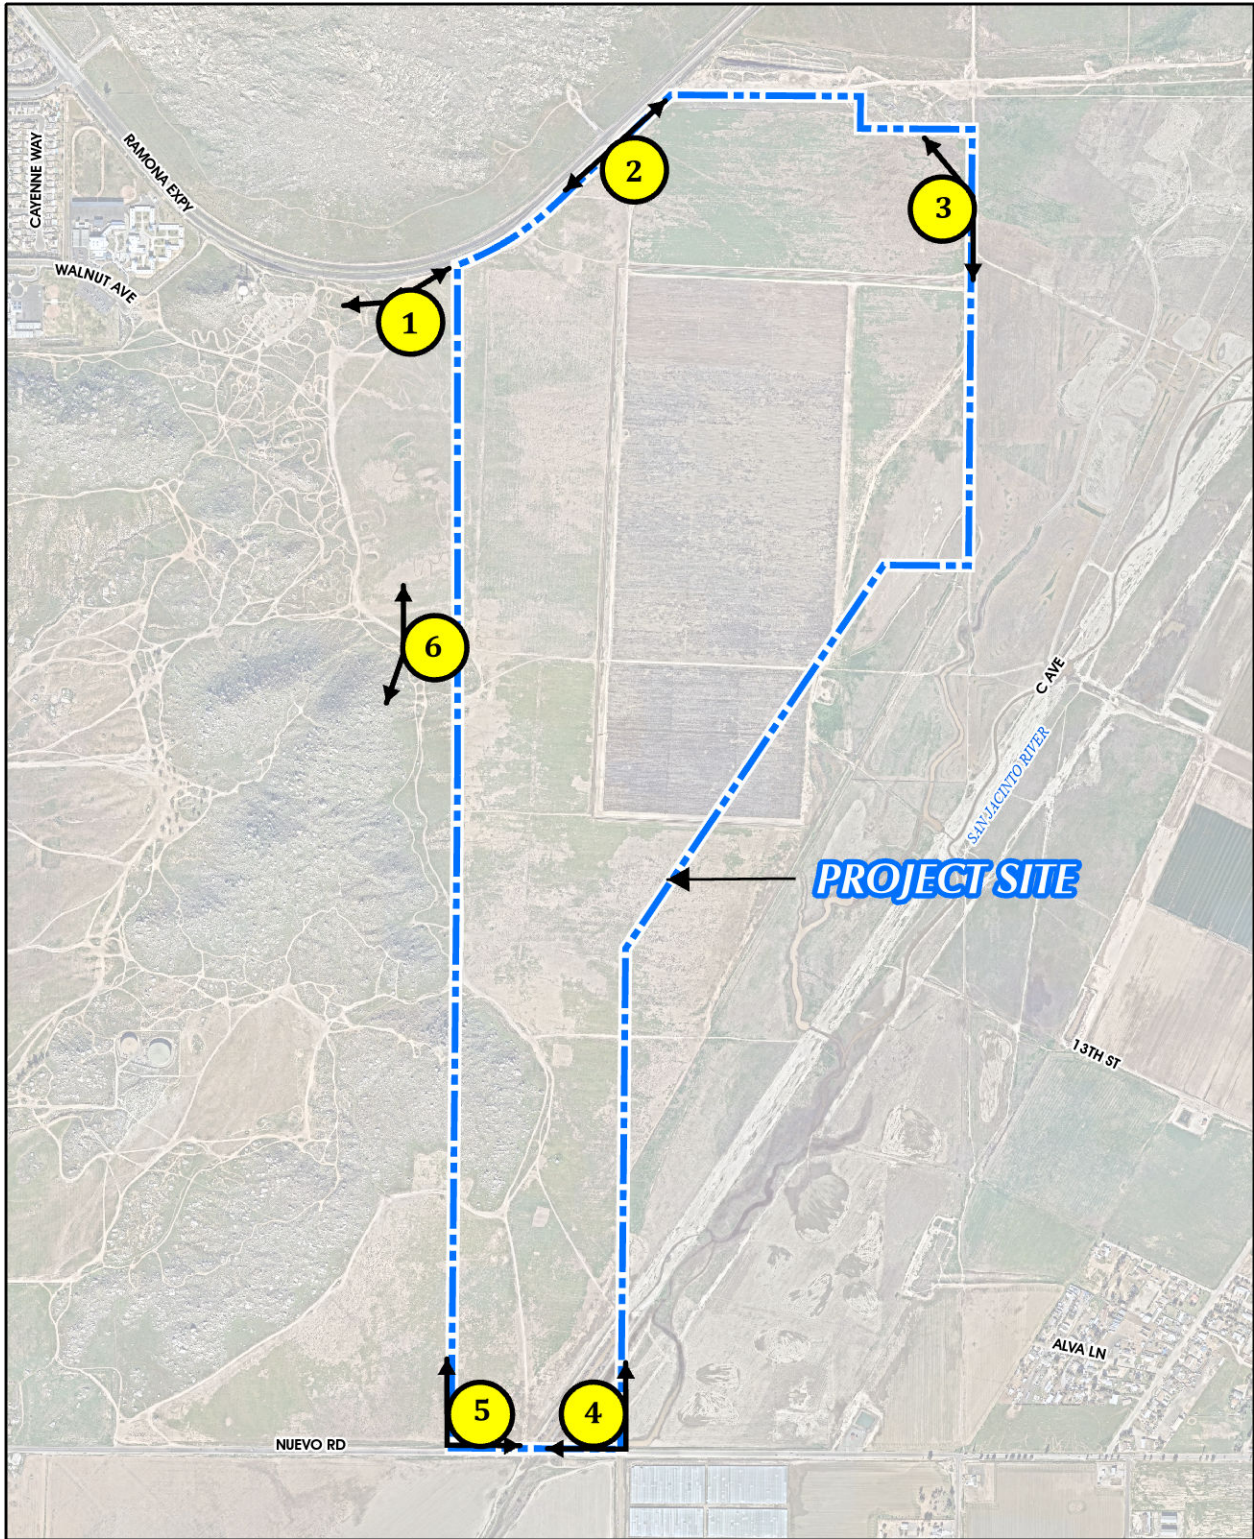 CAYENNE WAY
RAMONA EXPY
WALNUT AVE
2
3
1
6
C AVE
SAN JACINTO RIVER
PROJECT SITE
13TH ST
ALVA LN
5
4
NUEVO RD